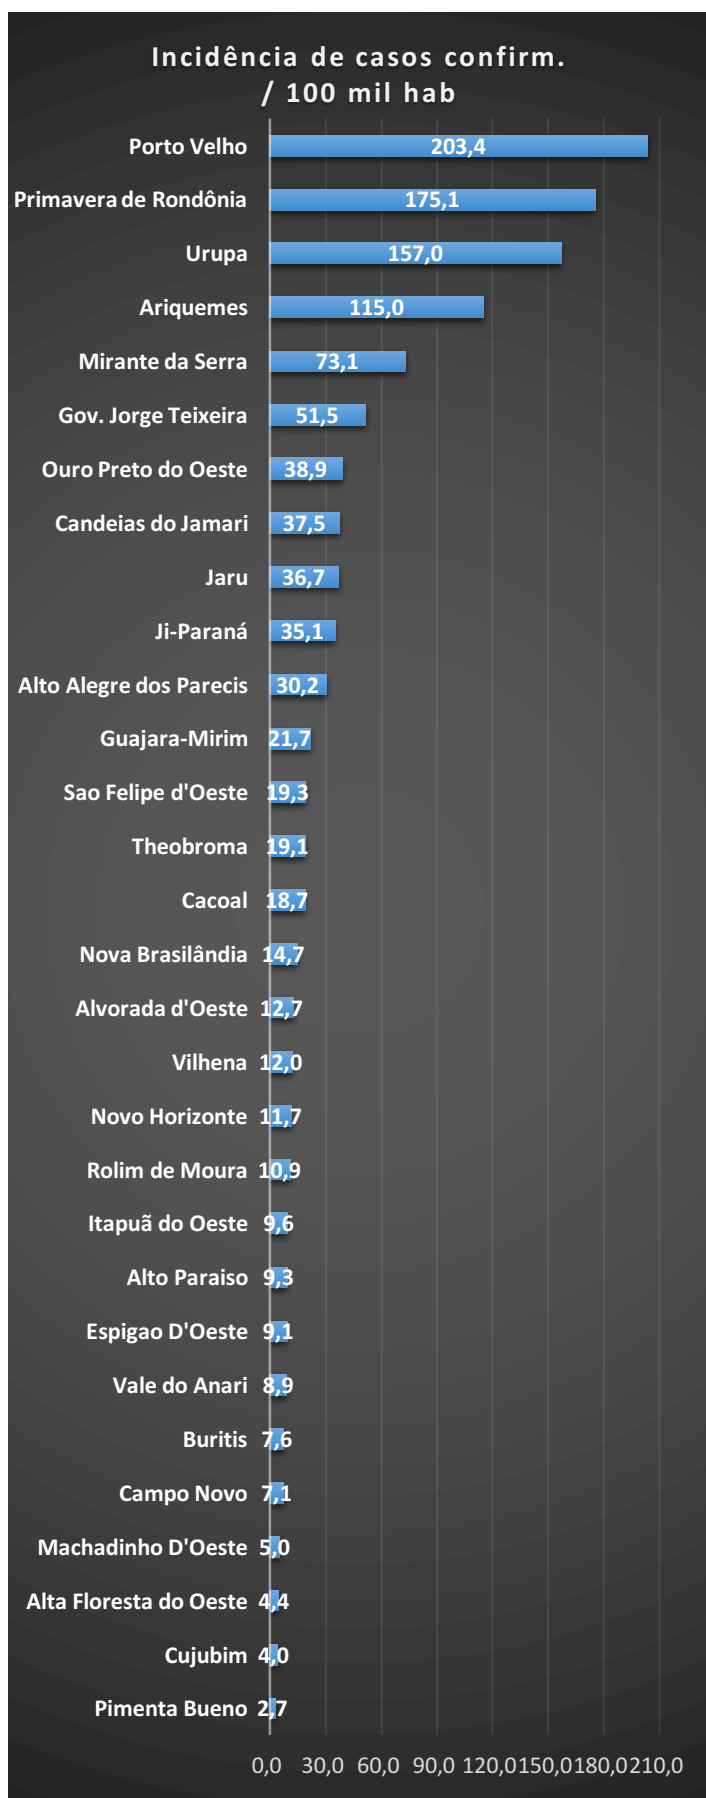 Incidência de casos confirm.
/ 100 mil hab
Porto Velho 203,4
Primavera de Rondônia 175,1
Urupa 157,0
Ariquemes 115,0
Mirante da Serra 73,1
Gov. Jorge Teixeira 51,5
Ouro Preto do Oeste 38,9
Candeias do Jamari 37,5
Jaru 36,7
Ji-Paraná 35,1
Alto Alegre dos Parecis 30,2
Guajara-Mirim 21,7
Sao Felipe d'Oeste 19,3
Theobroma 19,1
Cacoal 18,7
Nova Brasilândia 14,7
Alvorada d'Oeste 12,7
Vilhena 12,0
Novo Horizonte 11,7
Rolim de Moura 10,9
Itapuã do Oeste 9,6
Alto Paraiso 9,3
Espigao D'Oeste 9,1
Vale do Anari 8,9
Buritis 7,6
Campo Novo 7,1
Machadinho D'Oeste 5,0
Alta Floresta do Oeste 4,4
Cujubim 4,0
Pimenta Bueno 2,7
0,0 30,0 60,0 90,0 120,0 150,0 180,0 210,0